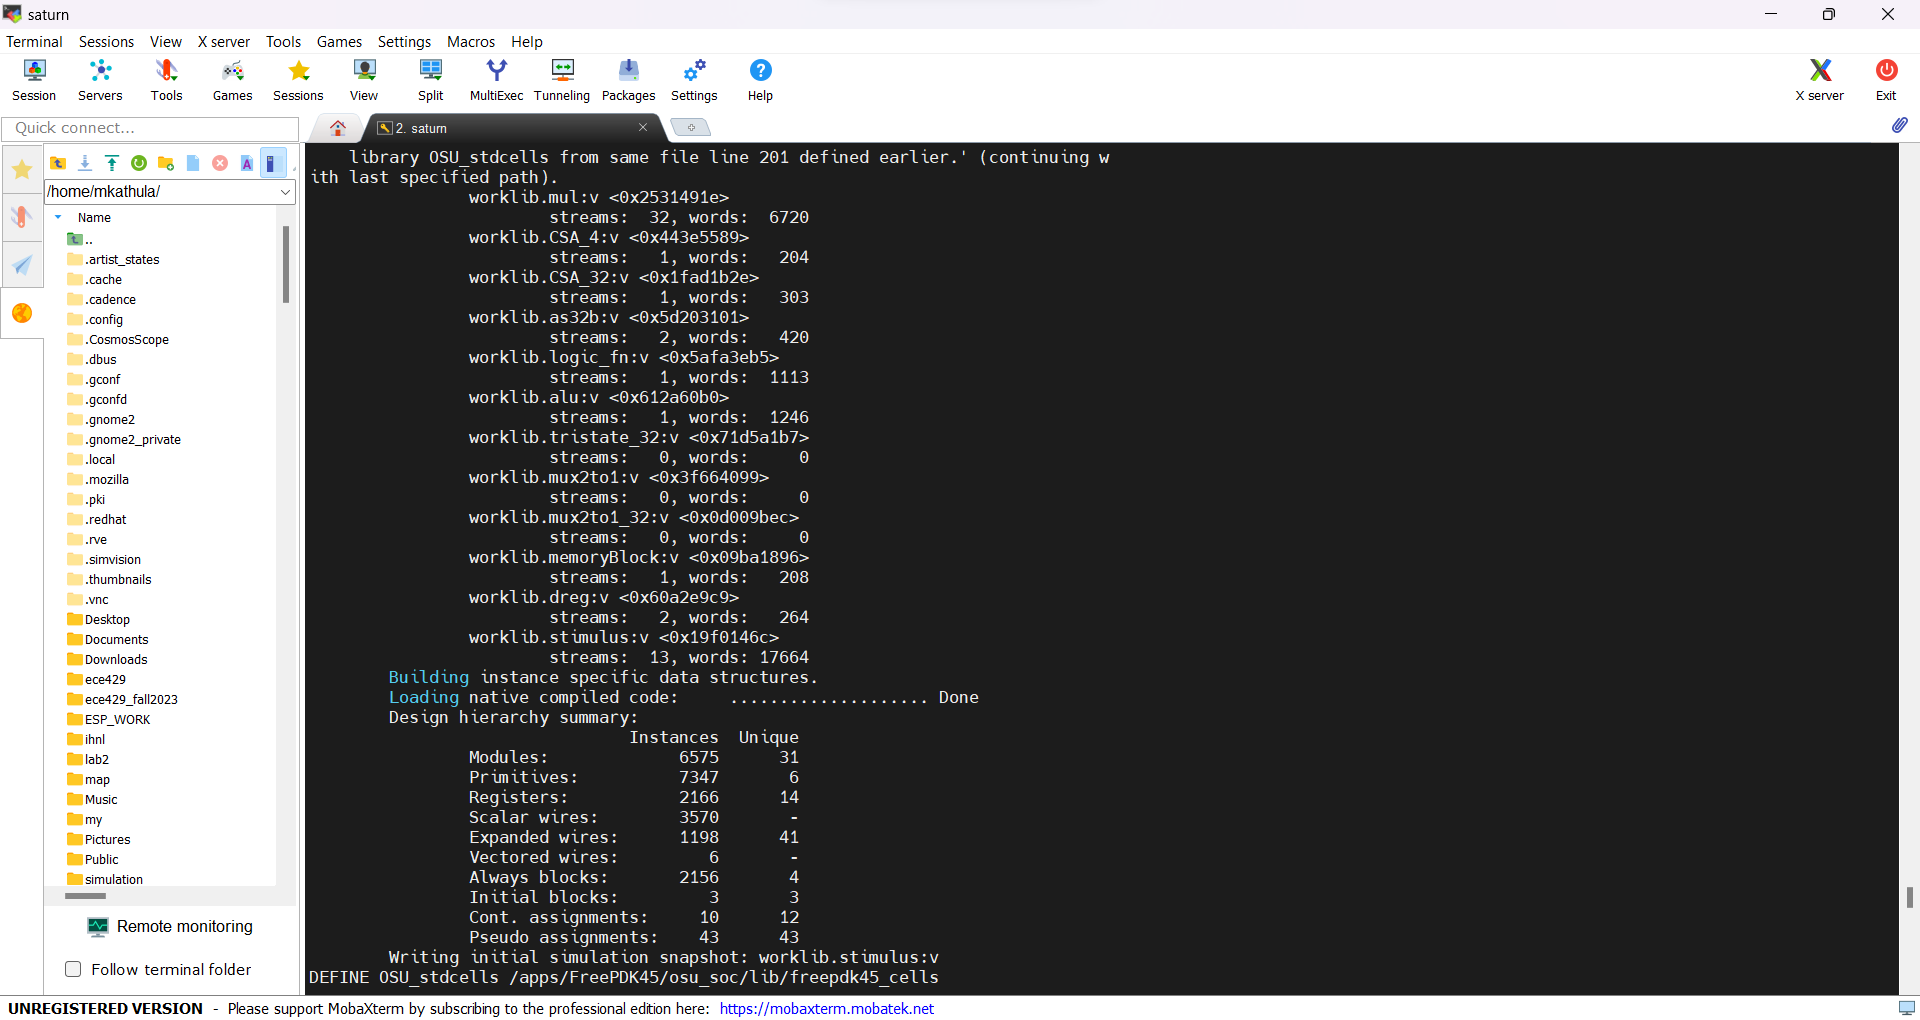 saturn
Terminal Sessions View X server Tools Games Settings Macros Help
Session Servers Tools Games Sessions View Split MultiExec Tunneling Packages Settings Help X server Exit
Quick connect...
2. saturn
/home/mkathula/
Name
..
.artist_states
.cache
.cadence
.config
.CosmosScope
.dbus
.gconf
.gconfd
.gnome2
.gnome2_private
.local
.mozilla
.pki
.redhat
.rve
.simvision
.thumbnails
.vnc
Desktop
Documents
Downloads
ece429
ece429_fall2023
ESP_WORK
ihnl
lab2
map
Music
my
Pictures
Public
simulation
Remote monitoring
Follow terminal folder
library OSU_stdcells from same file line 201 defined earlier.' (continuing w
ith last specified path).
worklib.mul:v <0x2531491e>
streams: 32, words: 6720
worklib.CSA_4:v <0x443e5589>
streams: 1, words: 204
worklib.CSA_32:v <0x1fad1b2e>
streams: 1, words: 303
worklib.as32b:v <0x5d203101>
streams: 2, words: 420
worklib.logic_fn:v <0x5afa3eb5>
streams: 1, words: 1113
worklib.alu:v <0x612a60b0>
streams: 1, words: 1246
worklib.tristate_32:v <0x71d5a1b7>
streams: 0, words: 0
worklib.mux2to1:v <0x3f664099>
streams: 0, words: 0
worklib.mux2to1_32:v <0x0d009bec>
streams: 0, words: 0
worklib.memoryBlock:v <0x09ba1896>
streams: 1, words: 208
worklib.dreg:v <0x60a2e9c9>
streams: 2, words: 264
worklib.stimulus:v <0x19f0146c>
streams: 13, words: 17664
Building instance specific data structures.
Loading native compiled code: .................... Done
Design hierarchy summary:
Instances Unique
Modules: 6575 31
Primitives: 7347 6
Registers: 2166 14
Scalar wires: 3570 -
Expanded wires: 1198 41
Vectored wires: 6 -
Always blocks: 2156 4
Initial blocks: 3 3
Cont. assignments: 10 12
Pseudo assignments: 43 43
Writing initial simulation snapshot: worklib.stimulus:v
DEFINE OSU_stdcells /apps/FreePDK45/osu_soc/lib/freepdk45_cells
UNREGISTERED VERSION - Please support MobaXterm by subscribing to the professional edition here: https://mobaxterm.mobatek.net